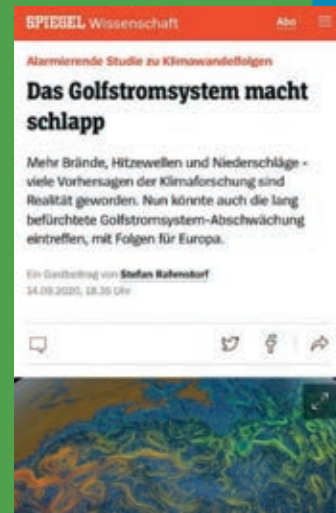 SPIEGEL Wissenschaft Abo
Alarmierende Studie zu Klimawandelfolgen
Das Golfstromsystem macht
schlapp
Mehr Brände, Hitzewellen und Niederschläge -
viele Vorhersagen der Klimaforschung sind
Realität geworden. Nun könnte auch die lang
befürchtete Golfstromsystem-Abschwächung
eintreffen, mit Folgen für Europa.
Ein Gastbeitrag von Stefan Rahmstorf
14.09.2020, 18.36 Uhr